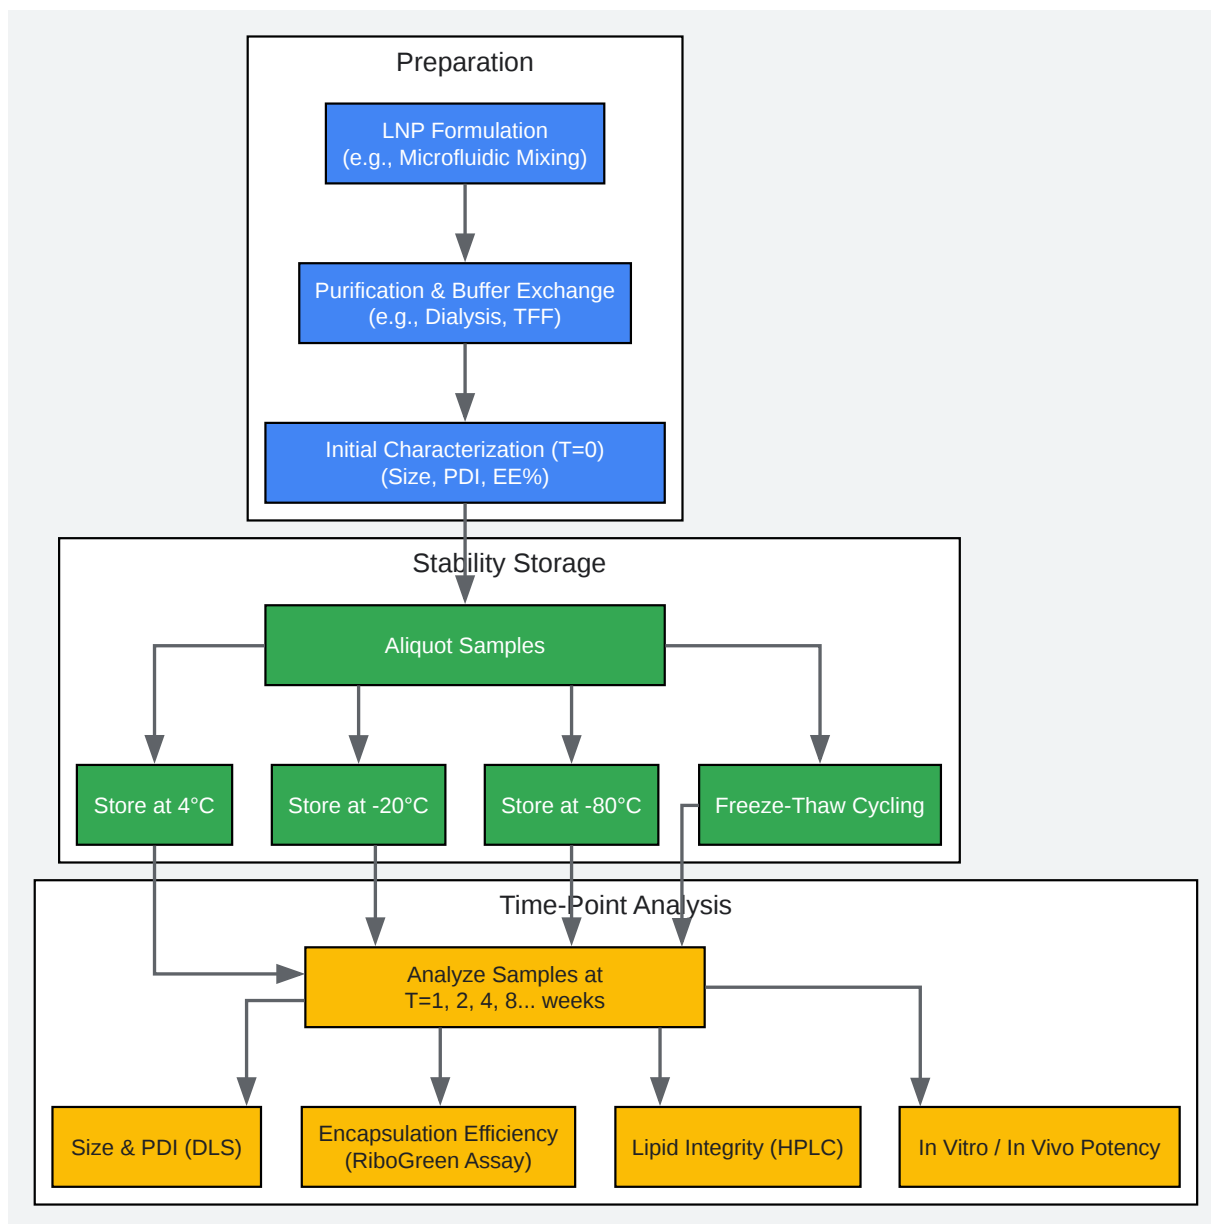 Preparation
LNP Formulation
(e.g., Microfluidic Mixing)
Purification & Buffer Exchange
(e.g., Dialysis, TFF)
Initial Characterization (T=0)
(Size, PDI, EE%)
Stability Storage
Aliquot Samples
Store at 4°C
Store at -20°C
Store at -80°C
Freeze-Thaw Cycling
Time-Point Analysis
Analyze Samples at
T=1, 2, 4, 8... weeks
Size & PDI (DLS)
Encapsulation Efficiency
(RiboGreen Assay)
Lipid Integrity (HPLC)
In Vitro / In Vivo Potency